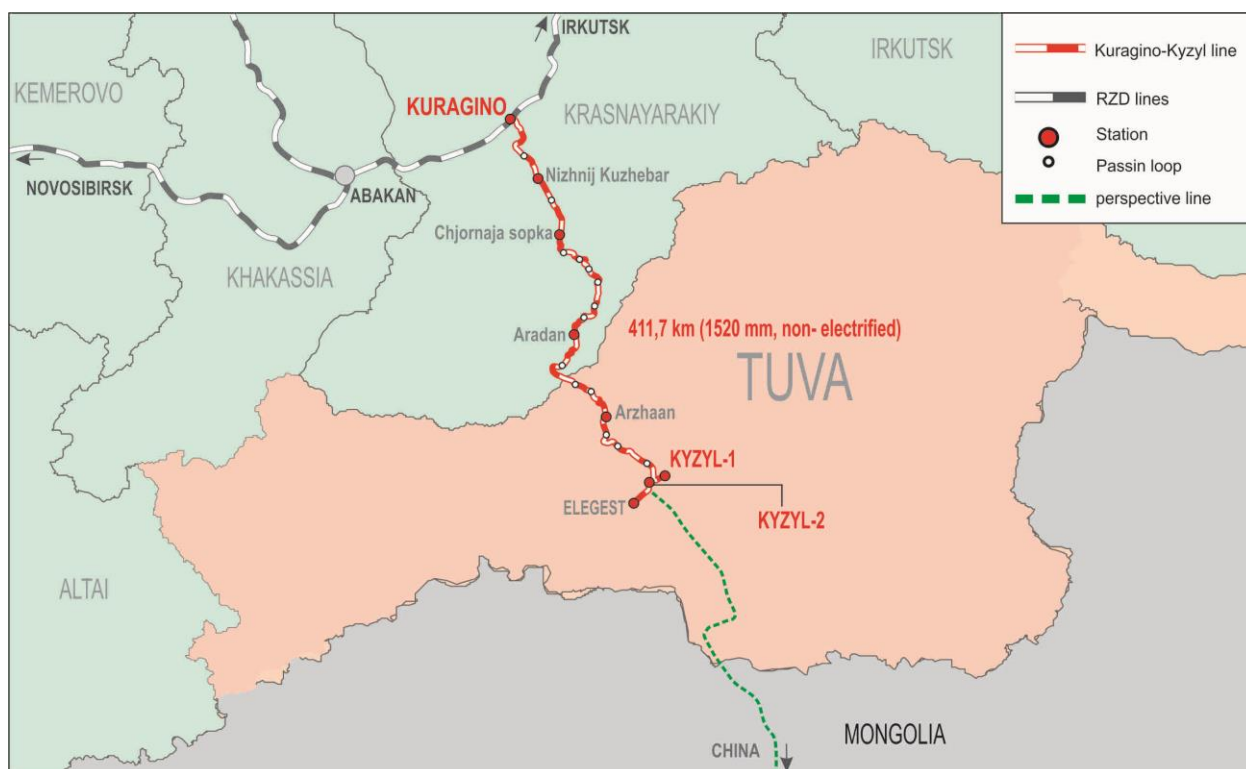 IRKUTSK
IRKUTSK
KEMEROVO
KURAGINO
KRASNAYARAKIY
NOVOSIBIRSK
ABAKAN
Nizhnij Kuzhebar
Chjornaja sopka
KHAKASSIA
Aradan
411,7 km (1520 mm, non- electrified)
TUVA
Arzhaan
KYZYL-1
ELEGEST
KYZYL-2
ALTAI
MONGOLIA
CHINA
Kuragino-Kyzyl line
RZD lines
Station
Passin loop
perspective line